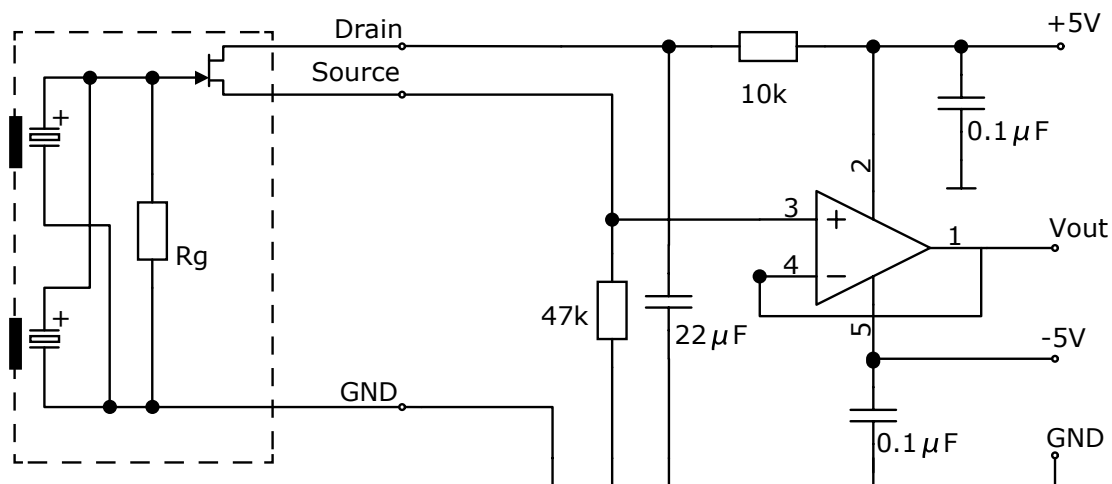 Drain
+5V
Source
10k
0.1μF
+
2
3
+
1
Vout
Rg
4
−
+
47k
22μF
5
-5V
GND
0.1μF
GND